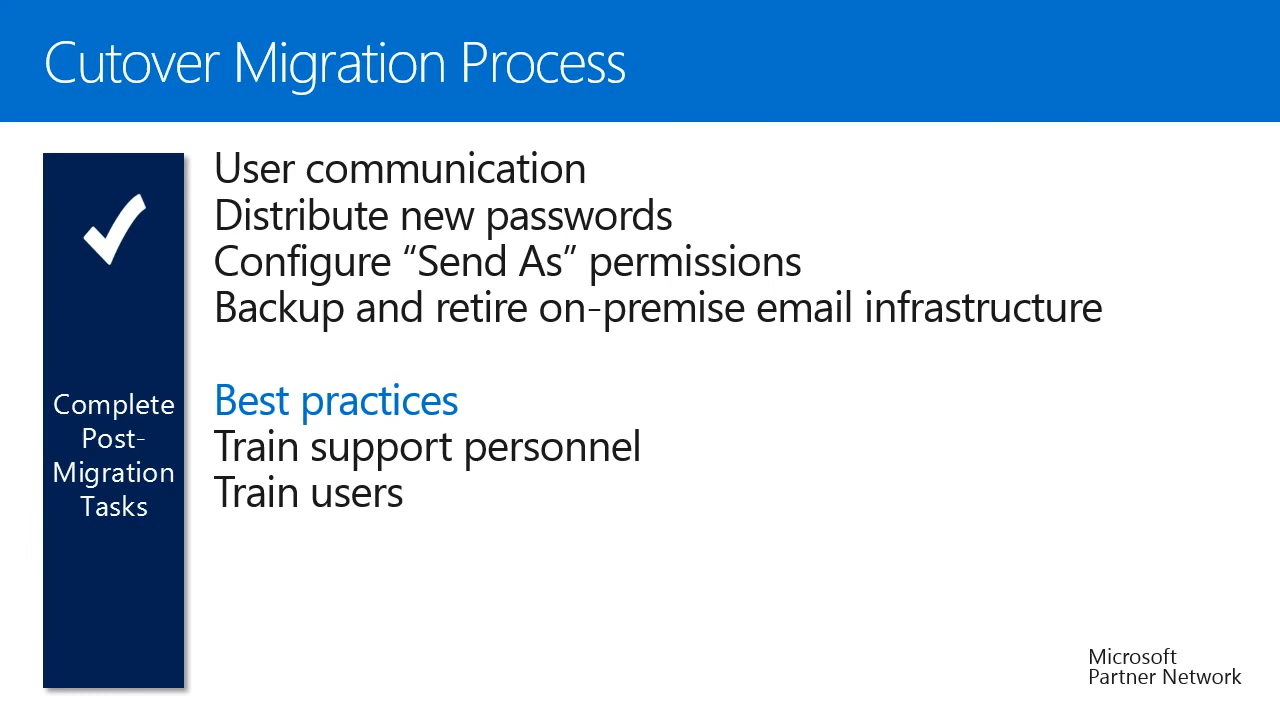 Cutover Migration Process
User communication
Distribute new passwords
Configure “Send As” permissions
Backup and retire on-premise email infrastructure
Complete
Post-
Migration
Tasks
Best practices
Train support personnel
Train users
Microsoft
Partner Network